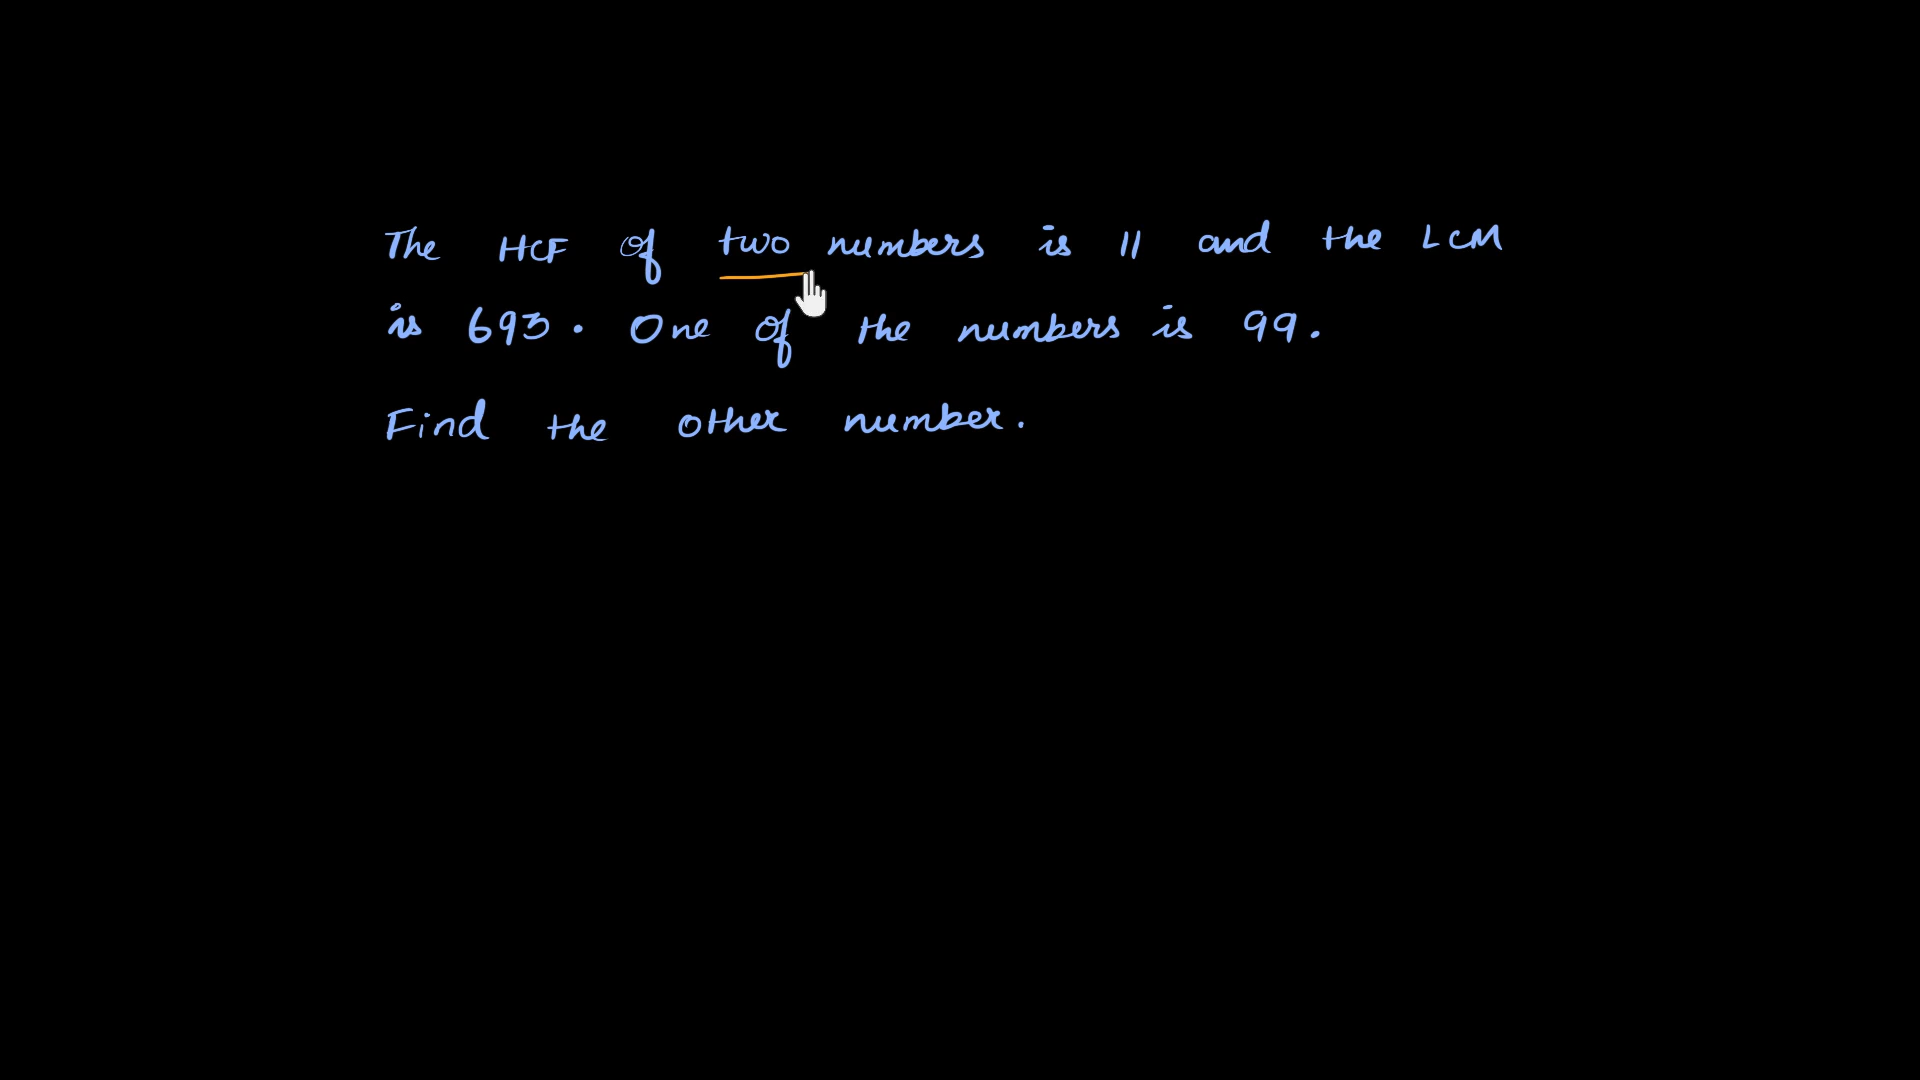 The HCF of two numbers is 11 and the LCM
is 693. One of the numbers is 99.
Find the other number.